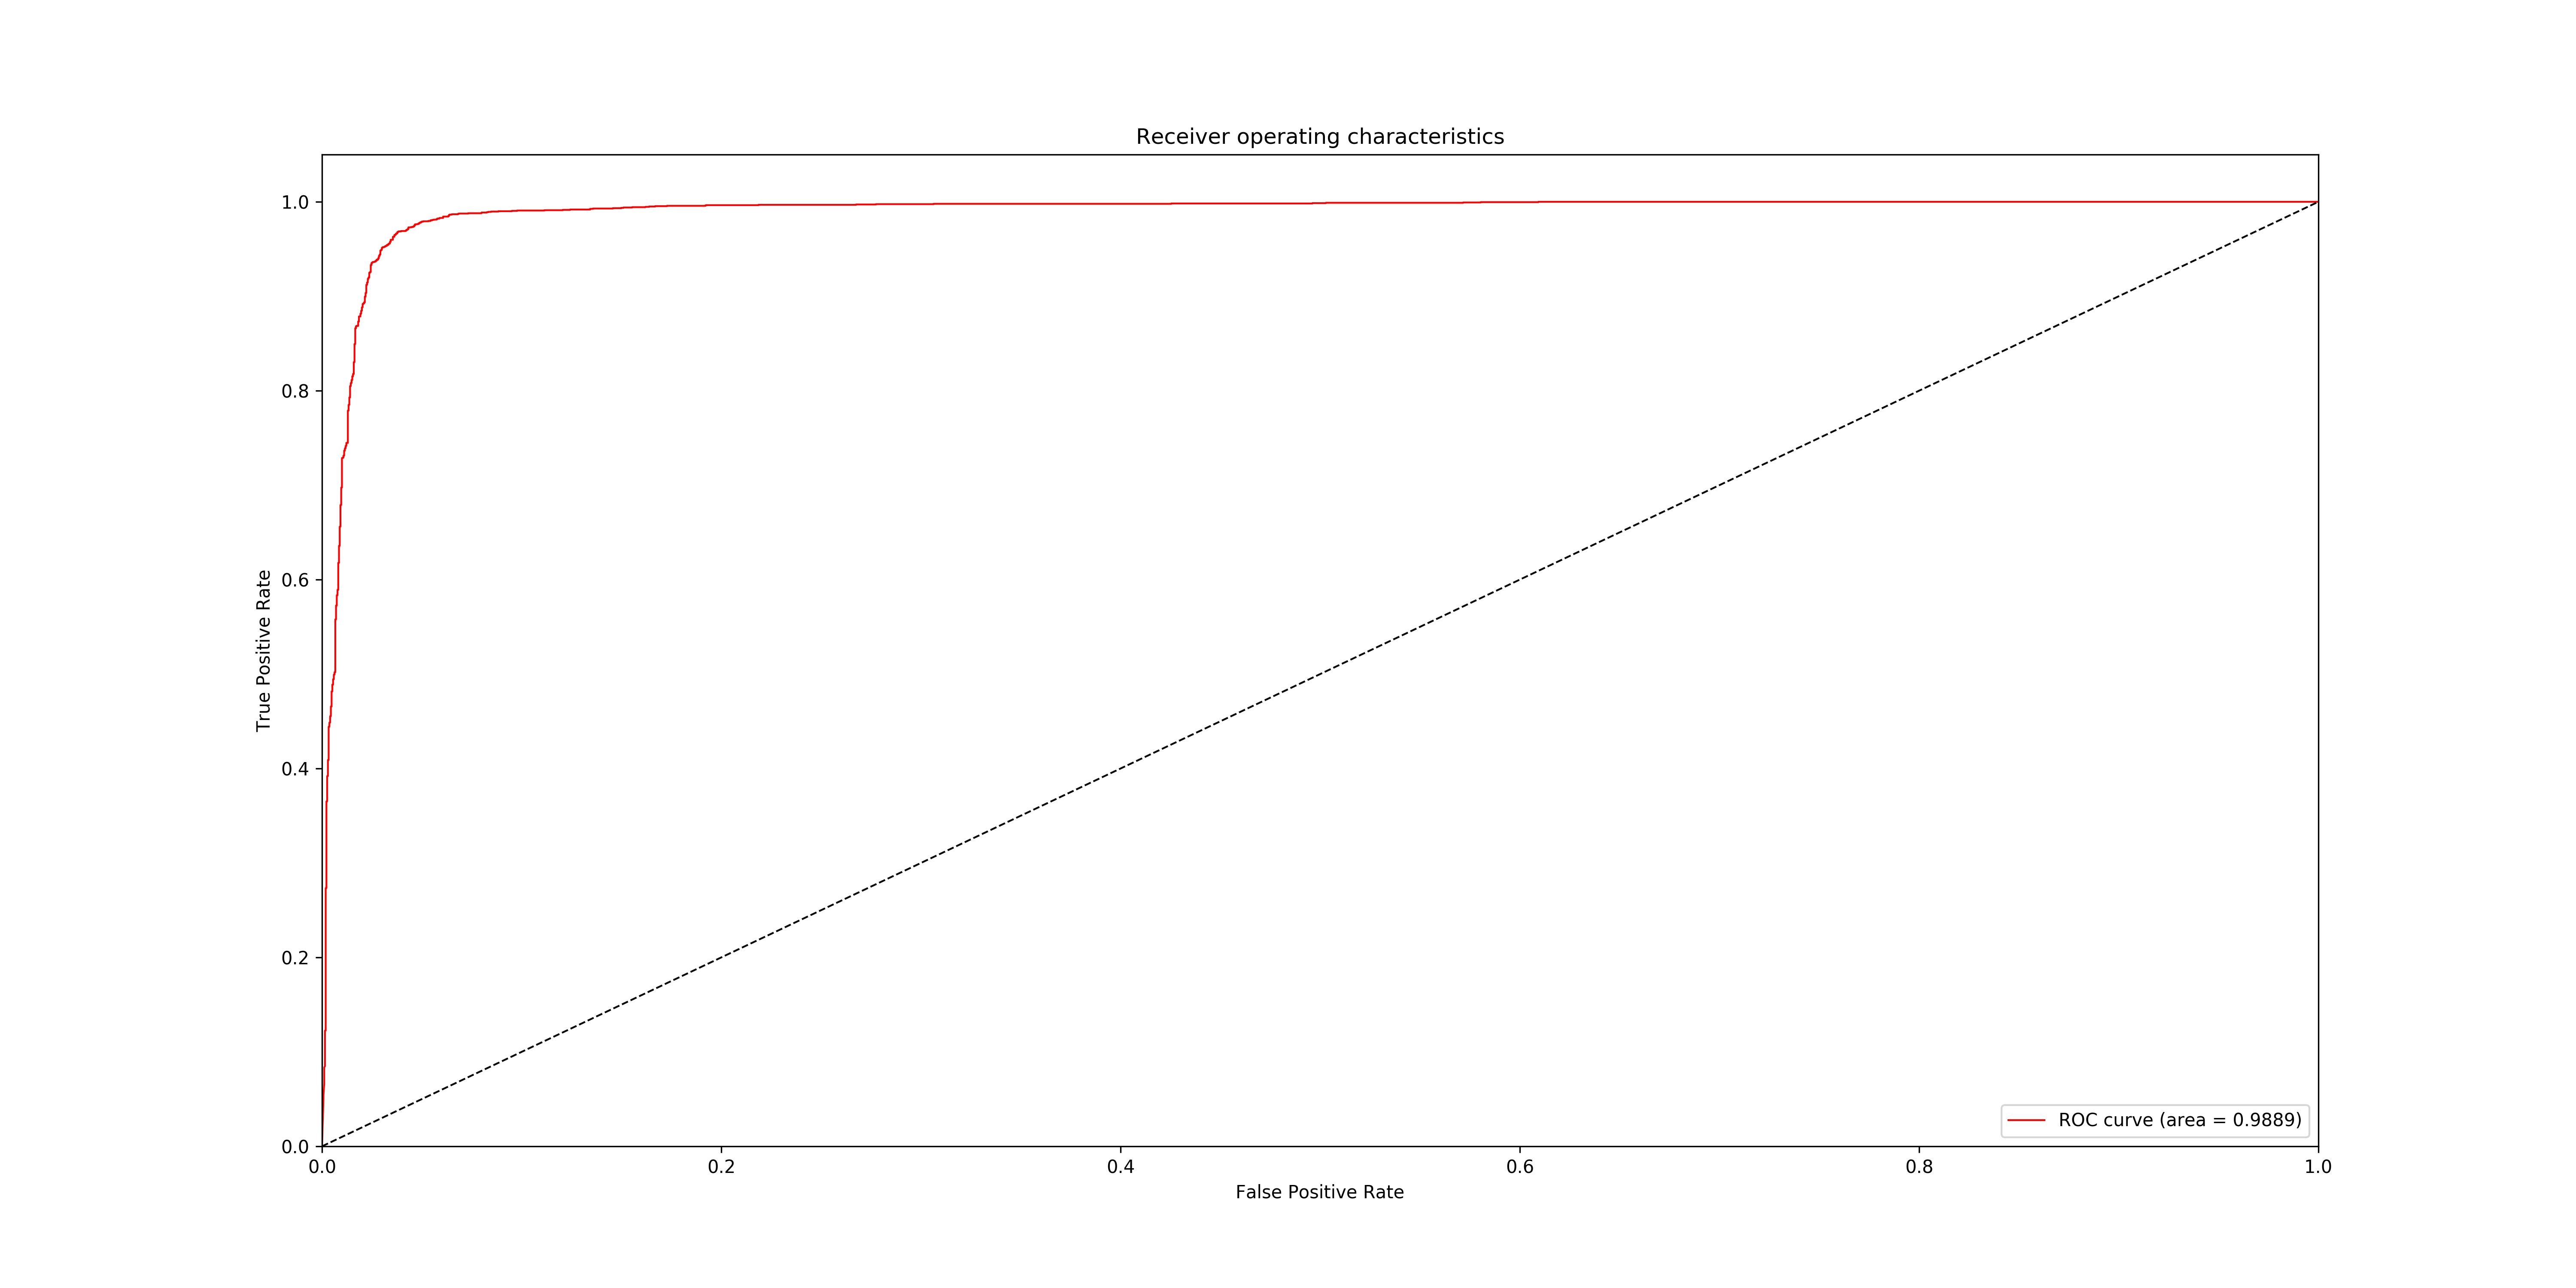 Receiver operating characteristics
1.0
0.8
0.6
0.4
0.2
0.0
True Positive Rate
ROC curve (area = 0.9889)
0.0 0.2 0.4 0.6 0.8 1.0
False Positive Rate